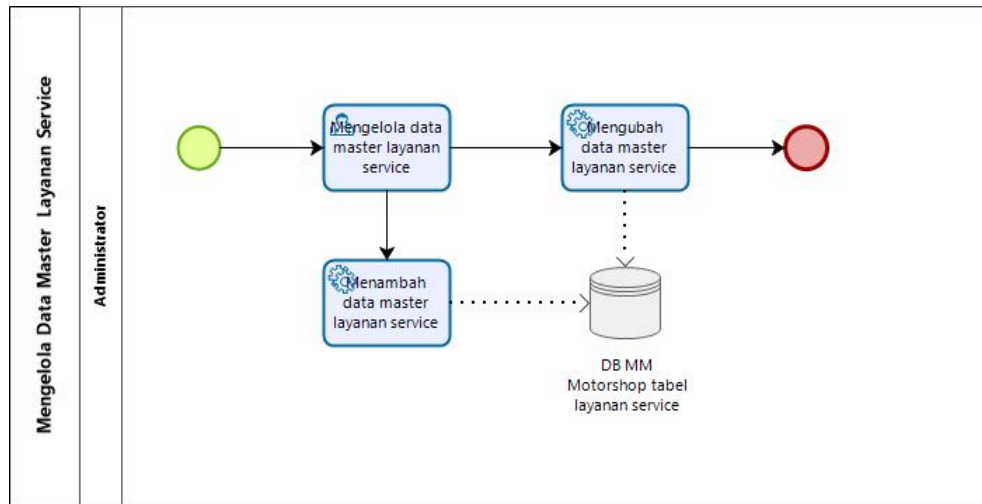 Mengelola Data Master Layanan Service
Administrator
Mengelola data
master layanan
service
Mengubah
data master
layanan service
Menambah
data master
layanan service
DB MM
Motorshop tabel
layanan service